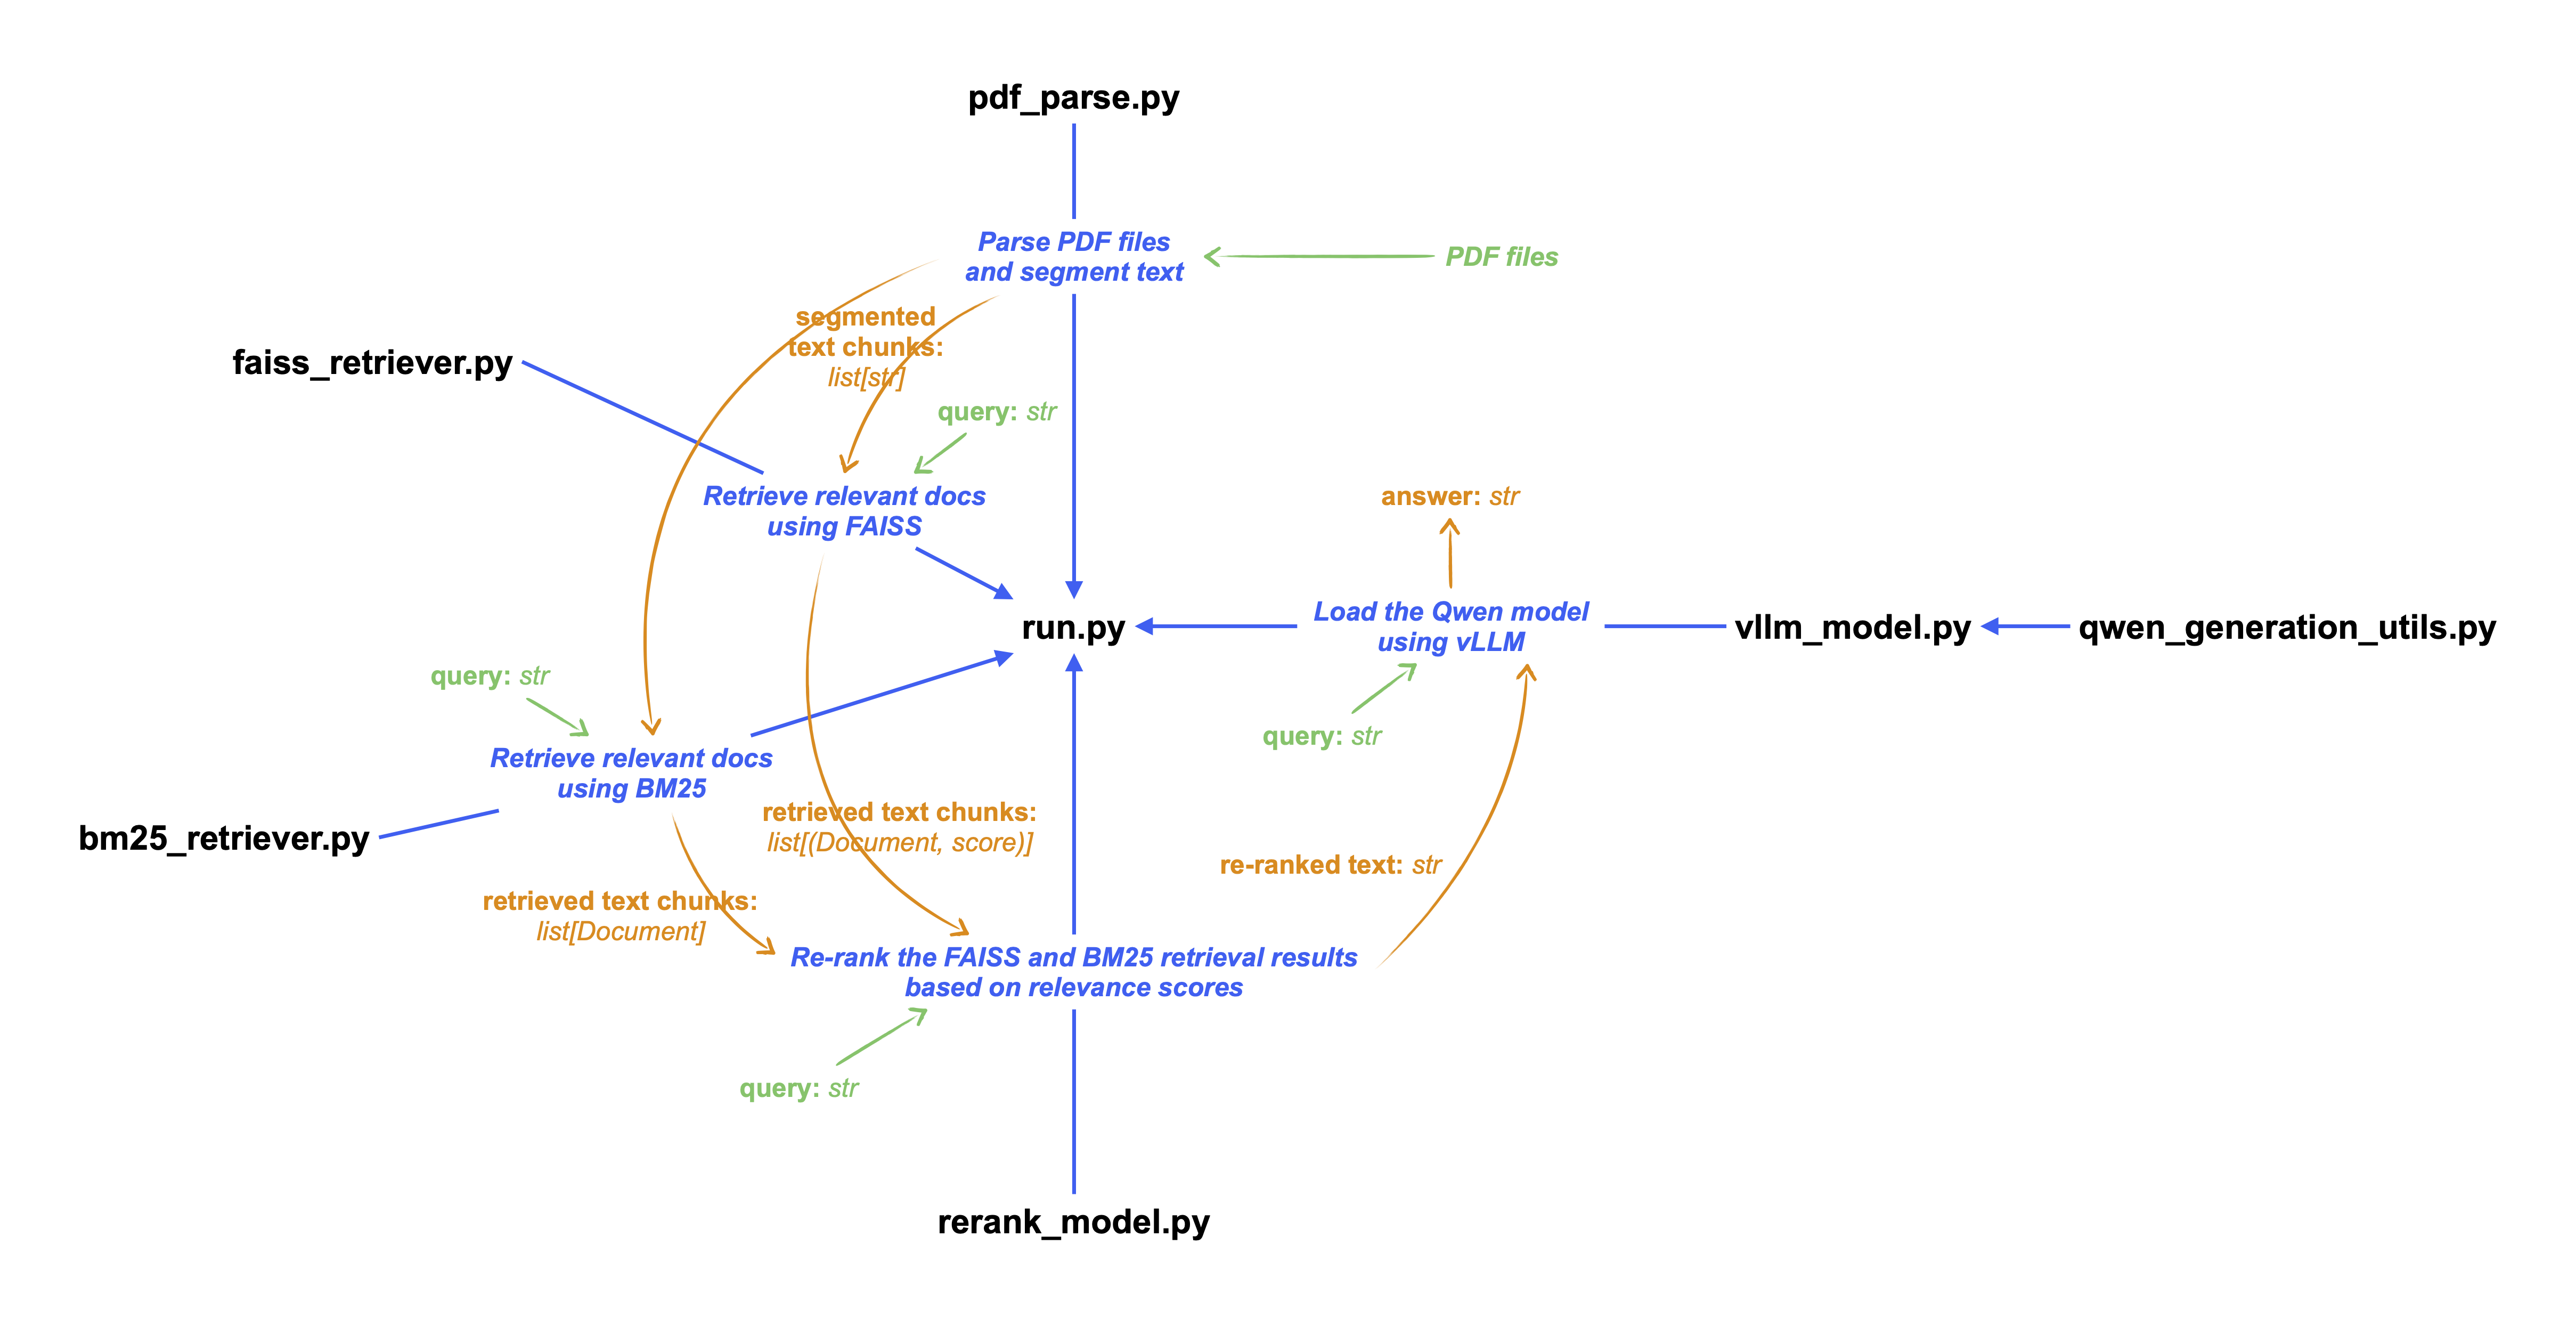 pdf_parse.py
Parse PDF files
and segment text
PDF files
segmented
text chunks:
list[str]
faiss_retriever.py
query: str
Retrieve relevant docs
using FAISS
answer: str
run.py
Load the Qwen model
using vLLM
vllm_model.py
qwen_generation_utils.py
query: str
query: str
Retrieve relevant docs
using BM25
bm25_retriever.py
retrieved text chunks:
list[(Document, score)]
re-ranked text: str
retrieved text chunks:
list[Document]
Re-rank the FAISS and BM25 retrieval results
based on relevance scores
query: str
rerank_model.py